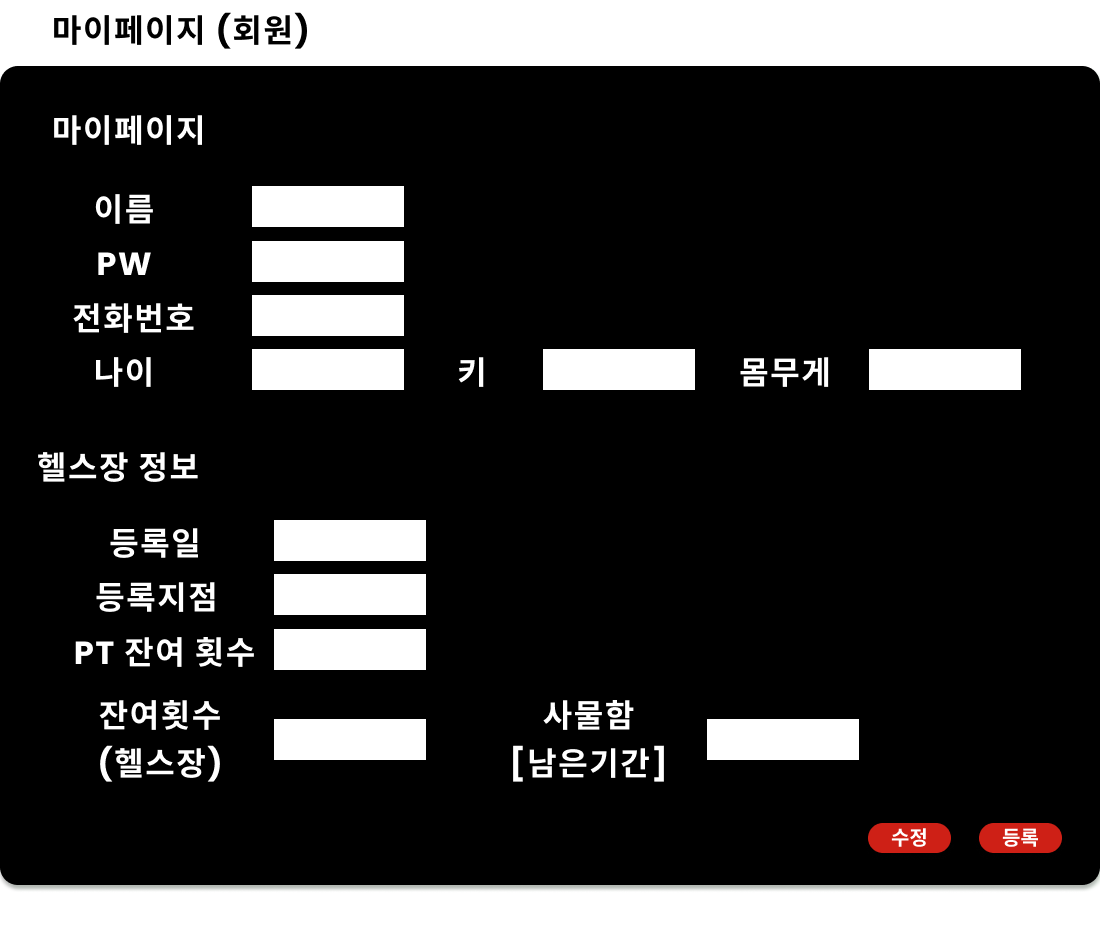 마이페이지 (회원)
마이페이지
이름
PW
전화번호
나이 키 몸무게
헬스장 정보
등록일
등록지점
PT 잔여 횟수
잔여횟수 사물함
(헬스장) [남은기간]
수정 등록